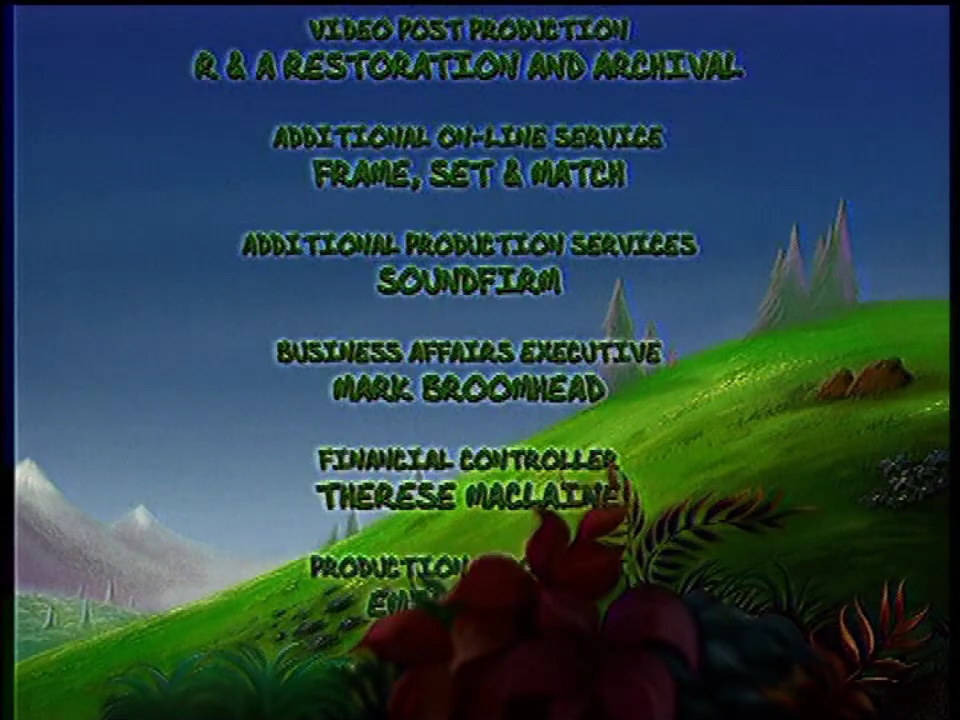 VIDEO POST PRODUCTION
R & A RESTORATION AND ARCHIVAL
ADDITIONAL ON-LINE SERVICE
FRAME, SET & MATCH
ADDITIONAL PRODUCTION SERVICES
SOUNDFIRM
BUSINESS AFFAIRS EXECUTIVE
MARK BROOMHEAD
FINANCIAL CONTROLLER
THERESE MACLAINE
PRODUCTION